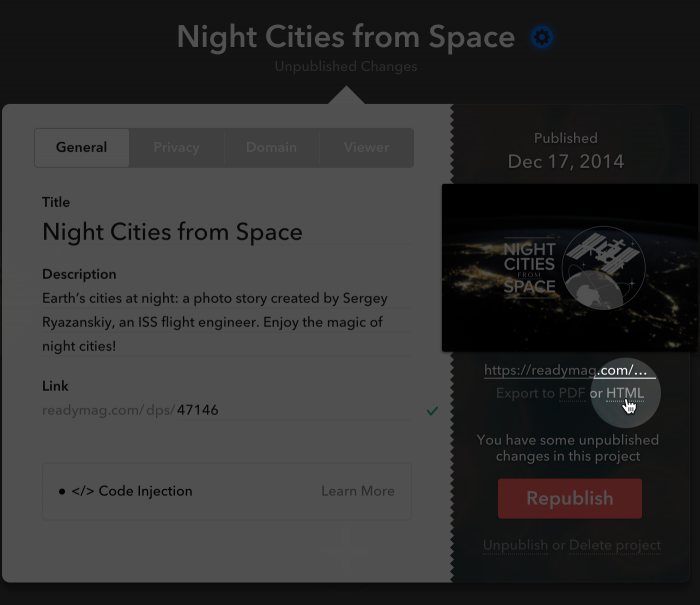 Night Cities from Space
Unpublished Changes
General
Privacy
Domain
Viewer
Title
Night Cities from Space
Description
Earth's cities at night: a photo story created by Sergey
Ryazanskiy, an ISS flight engineer. Enjoy the magic of
night cities!
Link
readymag.com/dps/47146
</> Code Injection
Learn More
Published
Dec 17, 2014
NIGHT
CITIES
FROM
SPACE
https://readymag.com/...
Export to PDF or HTML
You have some unpublished
changes in this project
Republish
Unpublish or Delete project